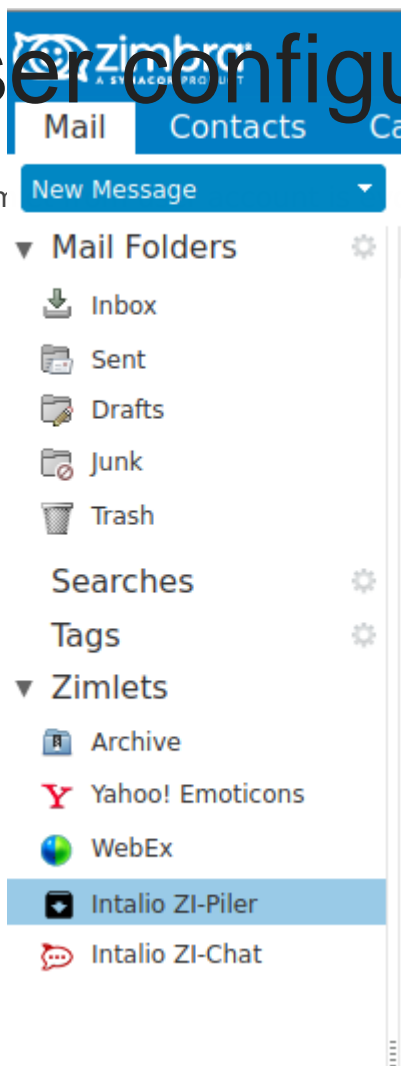 zimbra
A SYNACOR PRODUCT
ser configu
Mail Contacts Ca
New Message
Mail Folders
Inbox
Sent
Drafts
Junk
Trash
Searches
Tags
Zimlets
Archive
Yahoo! Emoticons
WebEx
Intalio ZI-Piler
Intalio ZI-Chat